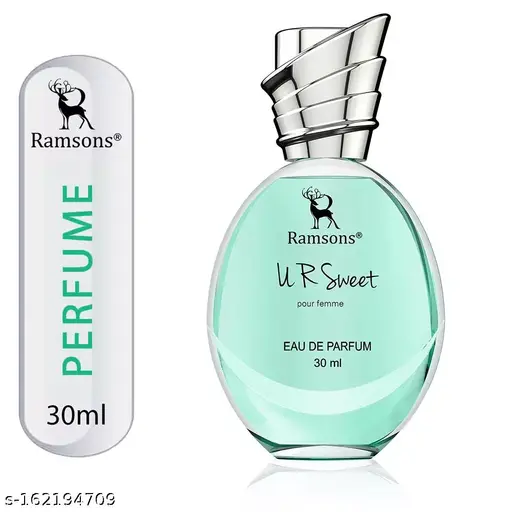 Ramsons®
PERFUME
30ml
Ramsons®
U R Sweet
pour femme
EAU DE PARFUM
30 ml
s-162194709